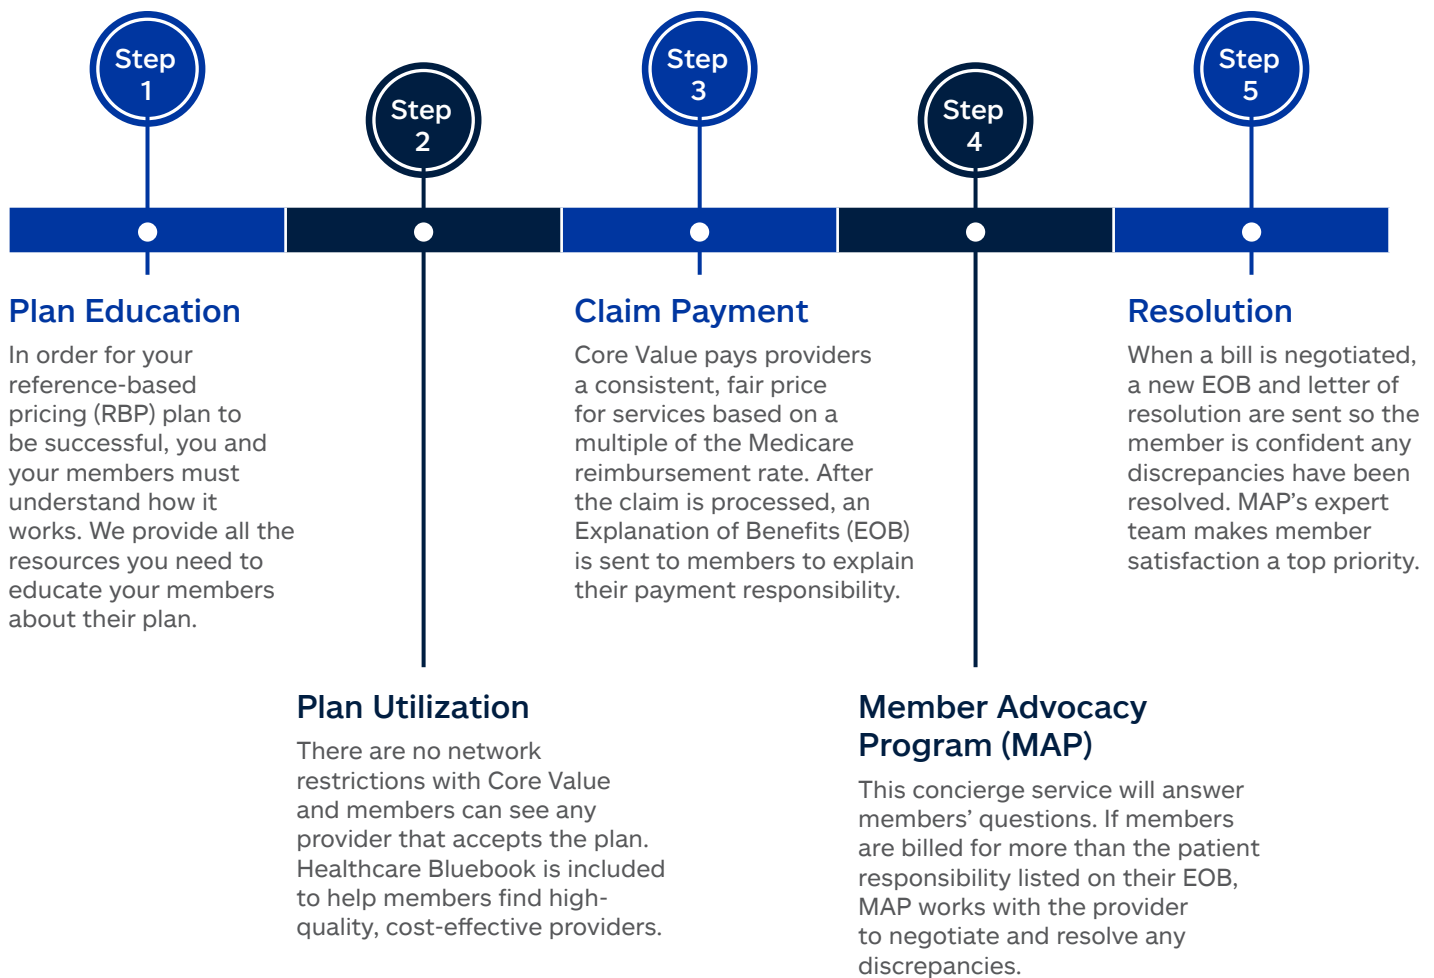 Step
1
Step
2
Step
3
Step
4
Step
5
Plan Education
In order for your
reference-based
pricing (RBP) plan to
be successful, you and
your members must
understand how it
works. We provide all the
resources you need to
educate your members
about their plan.
Plan Utilization
There are no network
restrictions with Core Value
and members can see any
provider that accepts the plan.
Healthcare Bluebook is included
to help members find high-
quality, cost-effective providers.
Claim Payment
Core Value pays providers
a consistent, fair price
for services based on a
multiple of the Medicare
reimbursement rate. After
the claim is processed, an
Explanation of Benefits (EOB)
is sent to members to explain
their payment responsibility.
Member Advocacy
Program (MAP)
This concierge service will answer
members’ questions. If members
are billed for more than the patient
responsibility listed on their EOB,
MAP works with the provider
to negotiate and resolve any
discrepancies.
Resolution
When a bill is negotiated,
a new EOB and letter of
resolution are sent so the
member is confident any
discrepancies have been
resolved. MAP’s expert
team makes member
satisfaction a top priority.